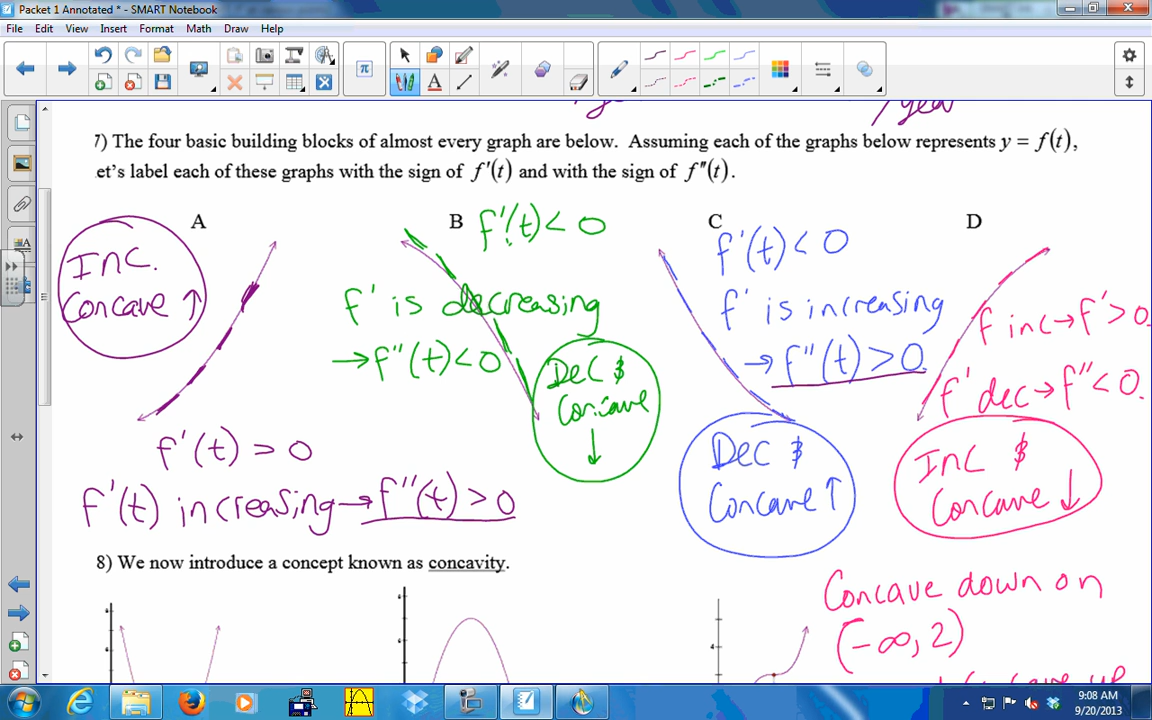 Packet 1 Annotated * - SMART Notebook
File Edit View Insert Format Math Draw Help
/year
7) The four basic building blocks of almost every graph are below. Assuming each of the graphs below represents y = f(t),
et's label each of these graphs with the sign of f'(t) and with the sign of f"(t).
A
Inc.
Concave ↑
f'(t) > 0
f'(t) increasing → f''(t) > 0
B
f'(t) < 0
f' is decreasing
→ f''(t) < 0
Dec &
Concave
↓
C
f'(t) < 0
f' is increasing
→ f''(t) > 0.
Dec &
Concave ↑
D
f inc → f' > 0.
f' dec → f'' < 0.
Inc &
Concave ↓
8) We now introduce a concept known as concavity.
Concave down on
(-∞, 2)
4
9:08 AM
9/20/2013